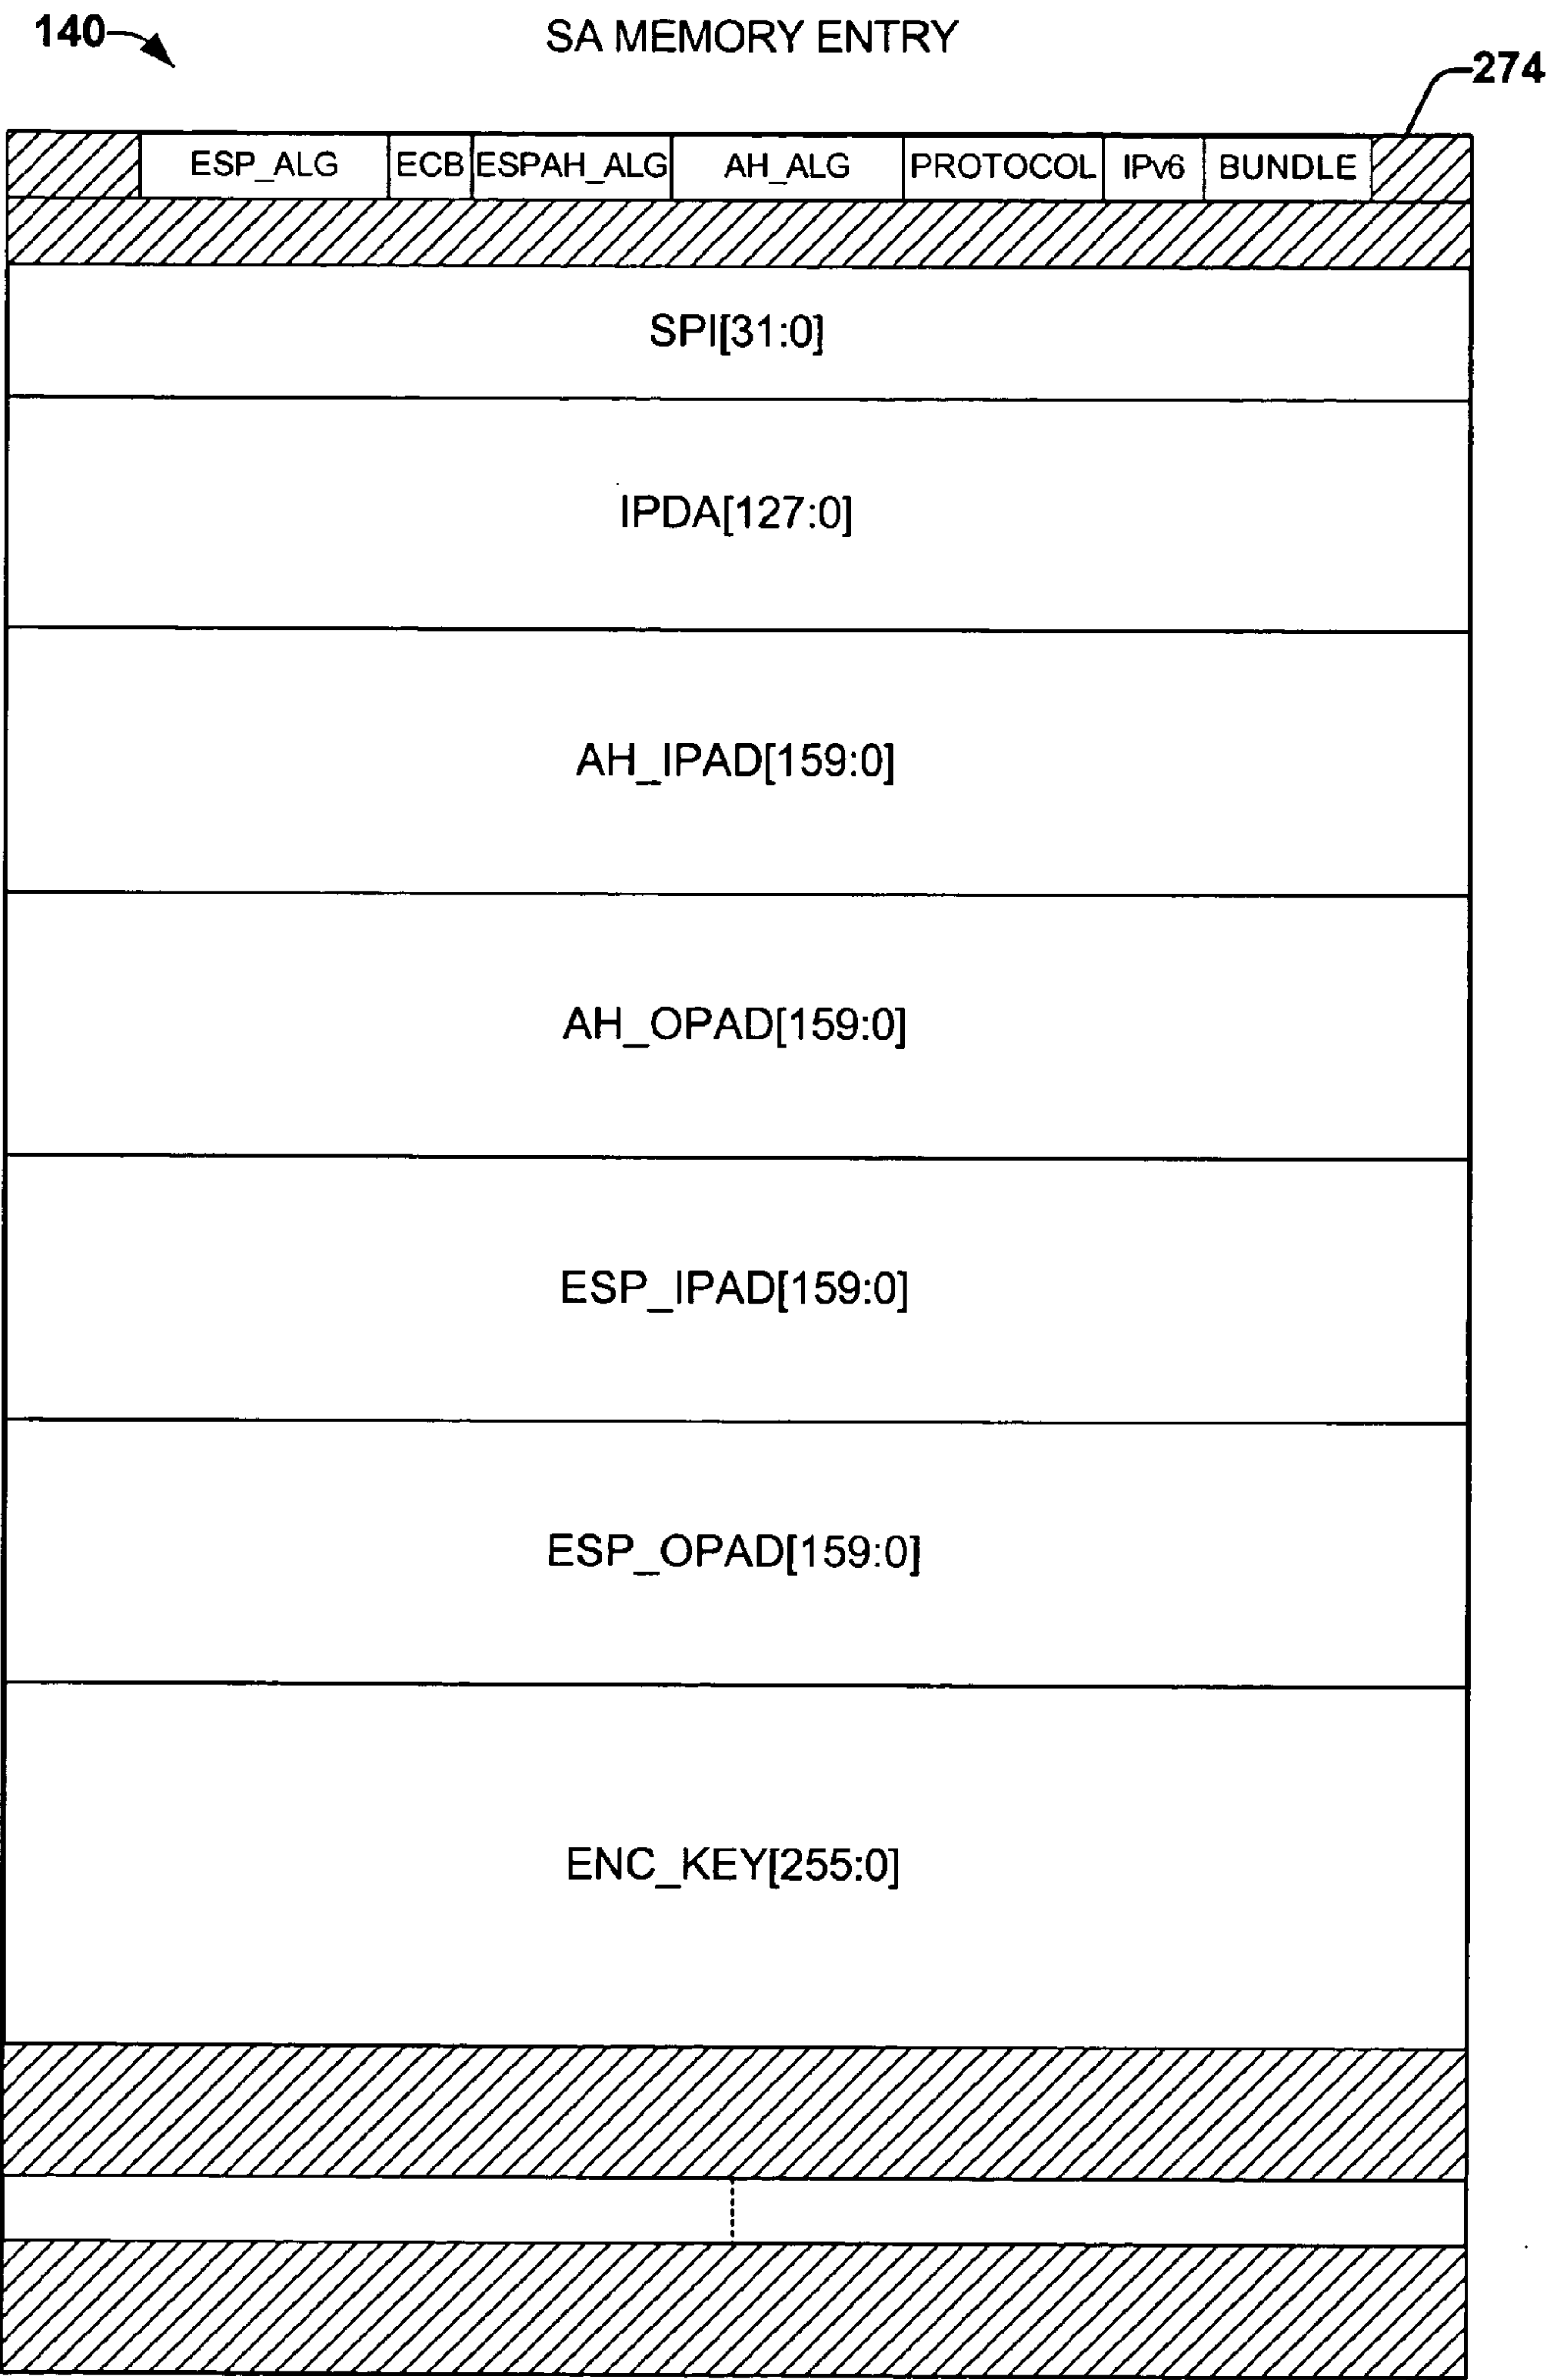 140 SA MEMORY ENTRY
274
ESP_ALG ECB ESPAH_ALG AH_ALG PROTOCOL IPv6 BUNDLE
SPI[31:0]
IPDA[127:0]
AH_IPAD[159:0]
AH_OPAD[159:0]
ESP_IPAD[159:0]
ESP_OPAD[159:0]
ENC_KEY[255:0]